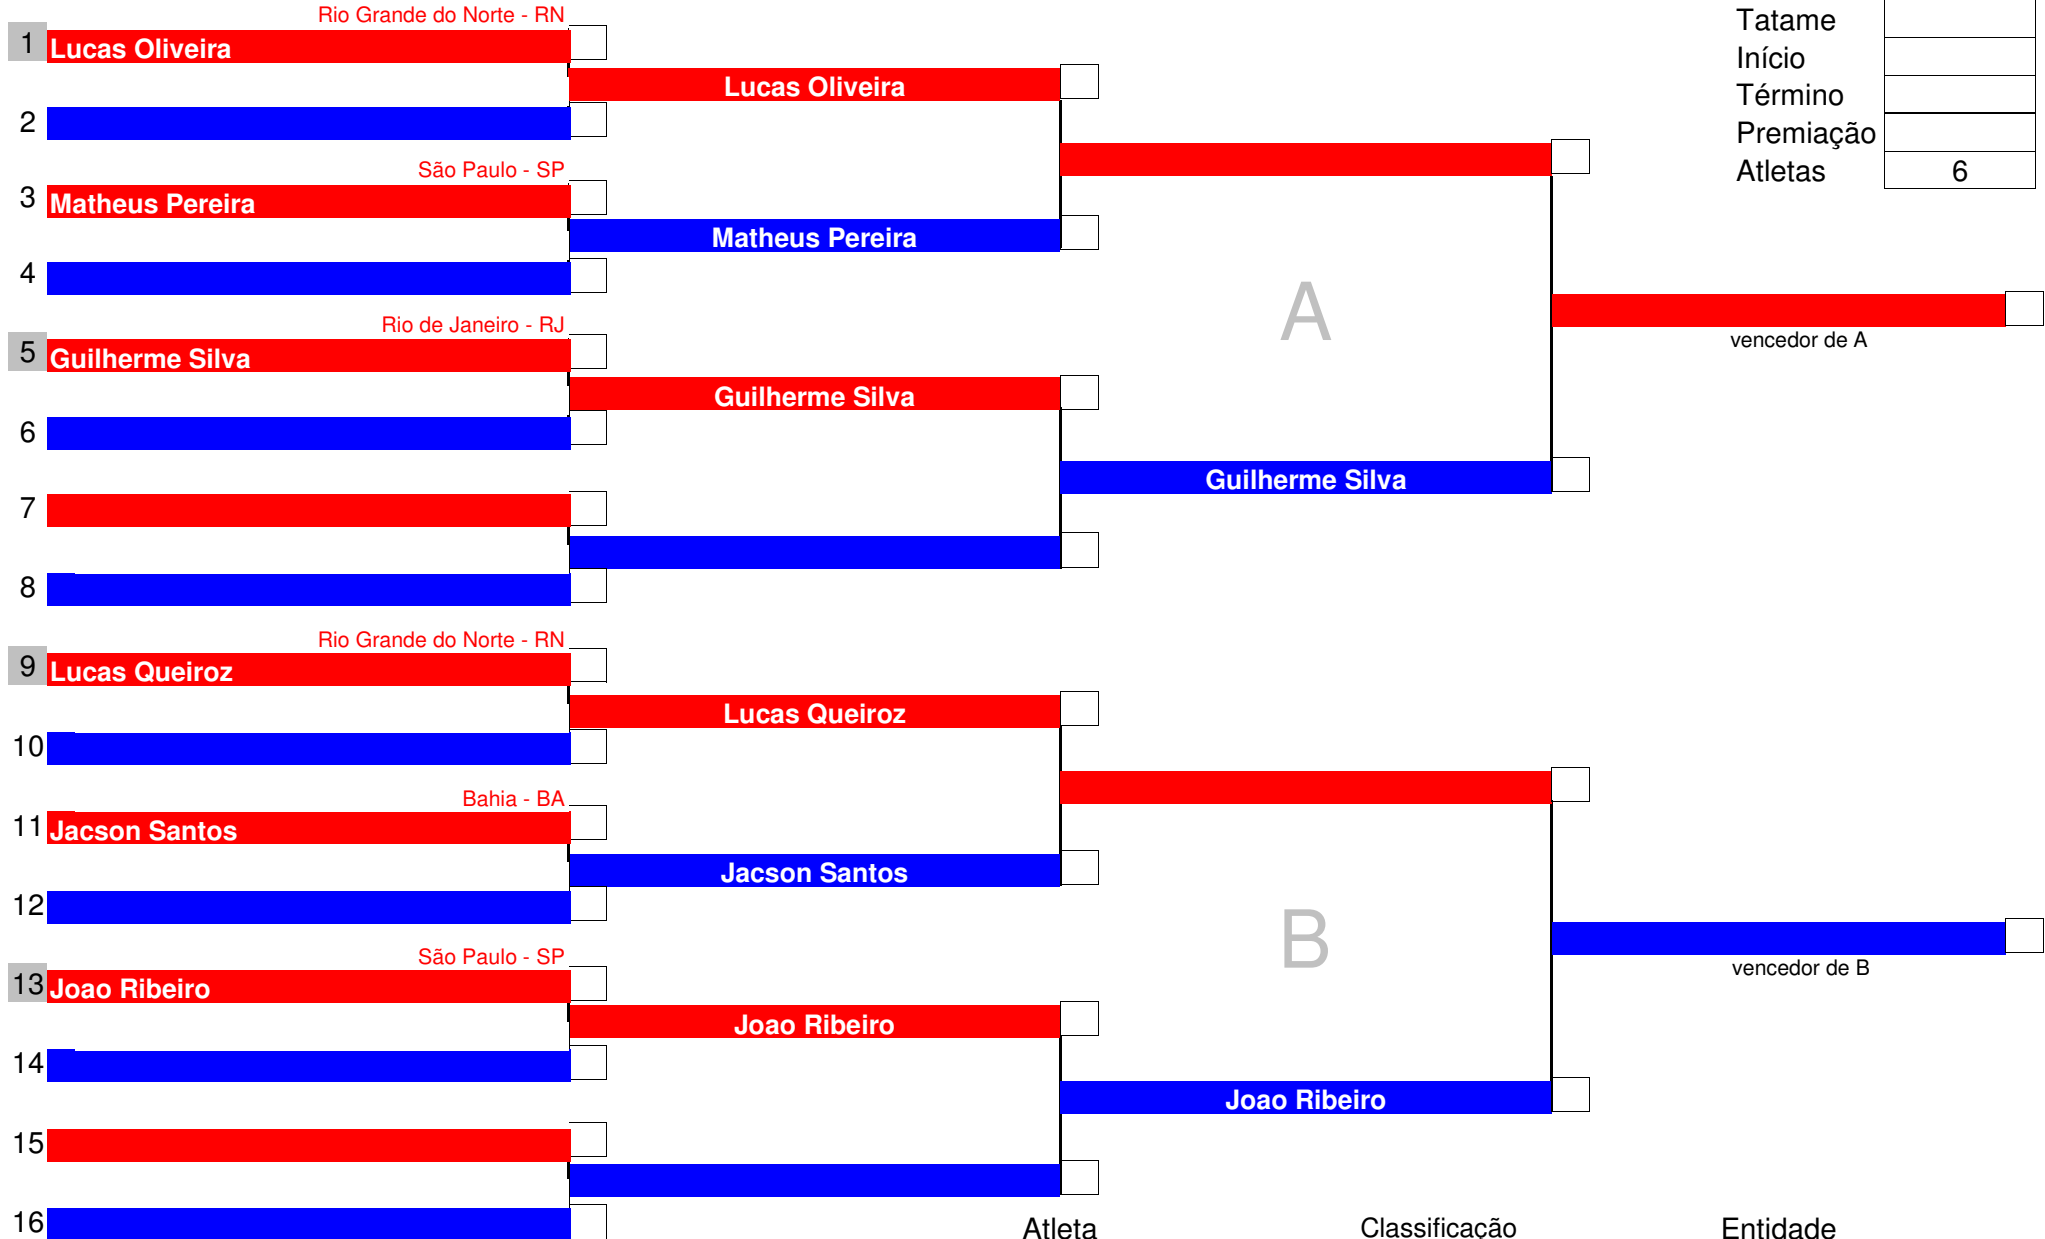 Rio Grande do Norte - RN
Tatame
1 Lucas Oliveira
Início
Lucas Oliveira
Término
2
Premiação
São Paulo - SP
Atletas 6
3 Matheus Pereira
Matheus Pereira
4
A
Rio de Janeiro - RJ
vencedor de A
5 Guilherme Silva
Guilherme Silva
6
Guilherme Silva
7
8
Rio Grande do Norte - RN
9 Lucas Queiroz
Lucas Queiroz
10
Bahia - BA
11 Jacson Santos
Jacson Santos
12
B
São Paulo - SP
vencedor de B
13 Joao Ribeiro
Joao Ribeiro
14
Joao Ribeiro
15
16
Atleta Classificação Entidade